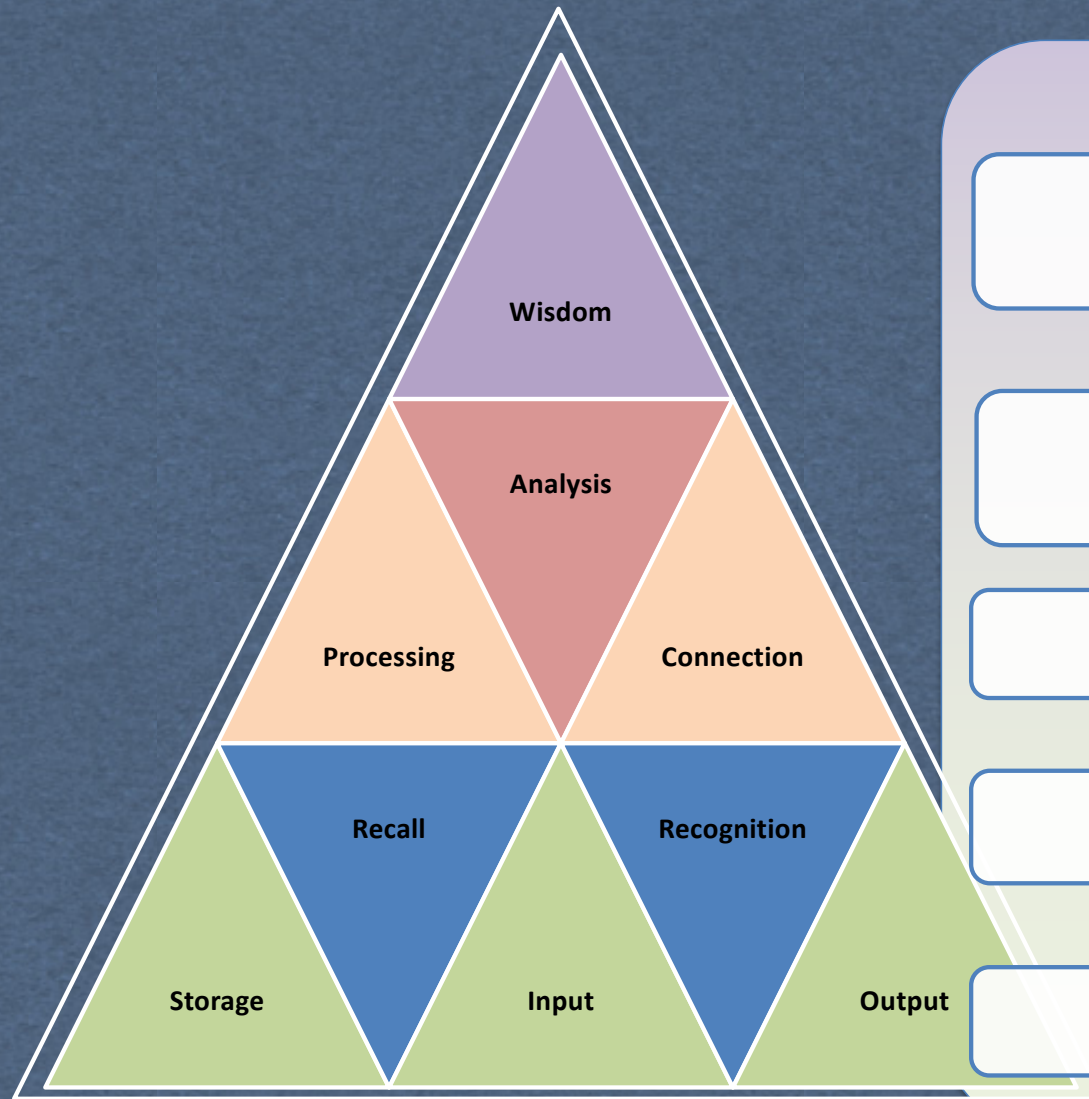 Wisdom
Analysis
Processing
Connection
Recall
Recognition
Storage
Input
Output